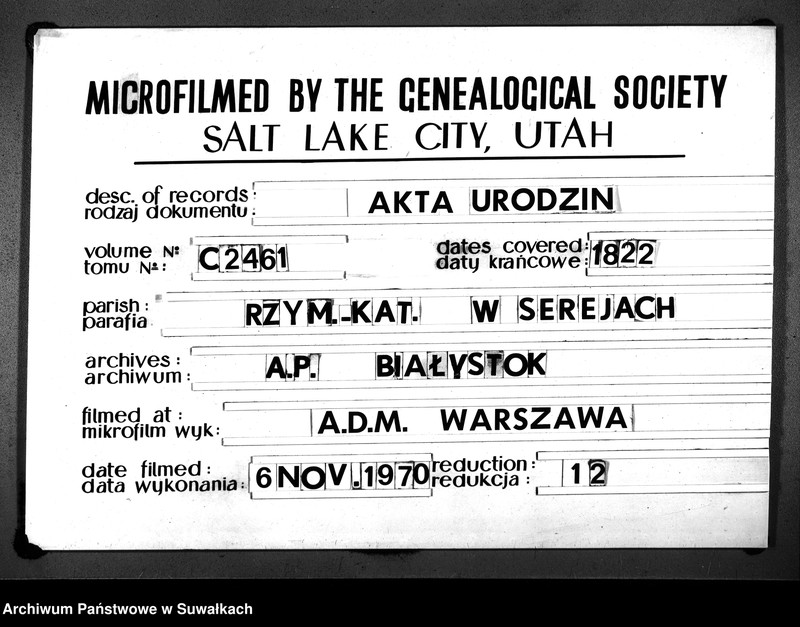 MICROFILMED BY THE GENEALOGICAL SOCIETY
SALT LAKE CITY, UTAH
desc. of records: AKTA URODZIN
rodzaj dokumentu:
volume No: C2461 dates covered: 1822
tomu No: daty krańcowe:
parish: RZYM.-KAT. W SEREJACH
parafia
archives: A.P. BIAŁYSTOK
archiwum:
filmed at: A.D.M. WARSZAWA
mikrofilm wyk:
date filmed: 6 NOV. 1970 reduction: 12
data wykonania: redukcja:
Archiwum Państwowe w Suwałkach